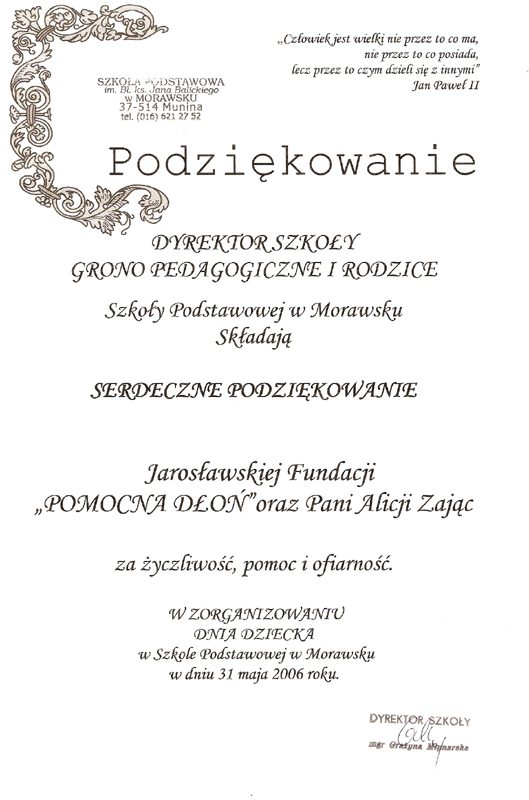 „Człowiek jest wielki nie przez to co ma,
nie przez to co posiada,
lecz przez to czym dzieli się z innymi”
Jan Paweł II
SZKOŁA PODSTAWOWA
im. Bł. ks. Jana Balickiego
w MORAWSKU
37-514 Munina
tel. (016) 621 27 52
Podziękowanie
DYREKTOR SZKOŁY
GRONO PEDAGOGICZNE I RODZICE
Szkoły Podstawowej w Morawsku
Składają
SERDECZNE PODZIĘKOWANIE
Jarosławskiej Fundacji
„POMOCNA DŁOŃ” oraz Pani Alicji Zając
za życzliwość, pomoc i ofiarność.
W ZORGANIZOWANIU
DNIA DZIECKA
w Szkole Podstawowej w Morawsku
w dniu 31 maja 2006 roku.
DYREKTOR SZKOŁY
mgr Grażyna Młynarska